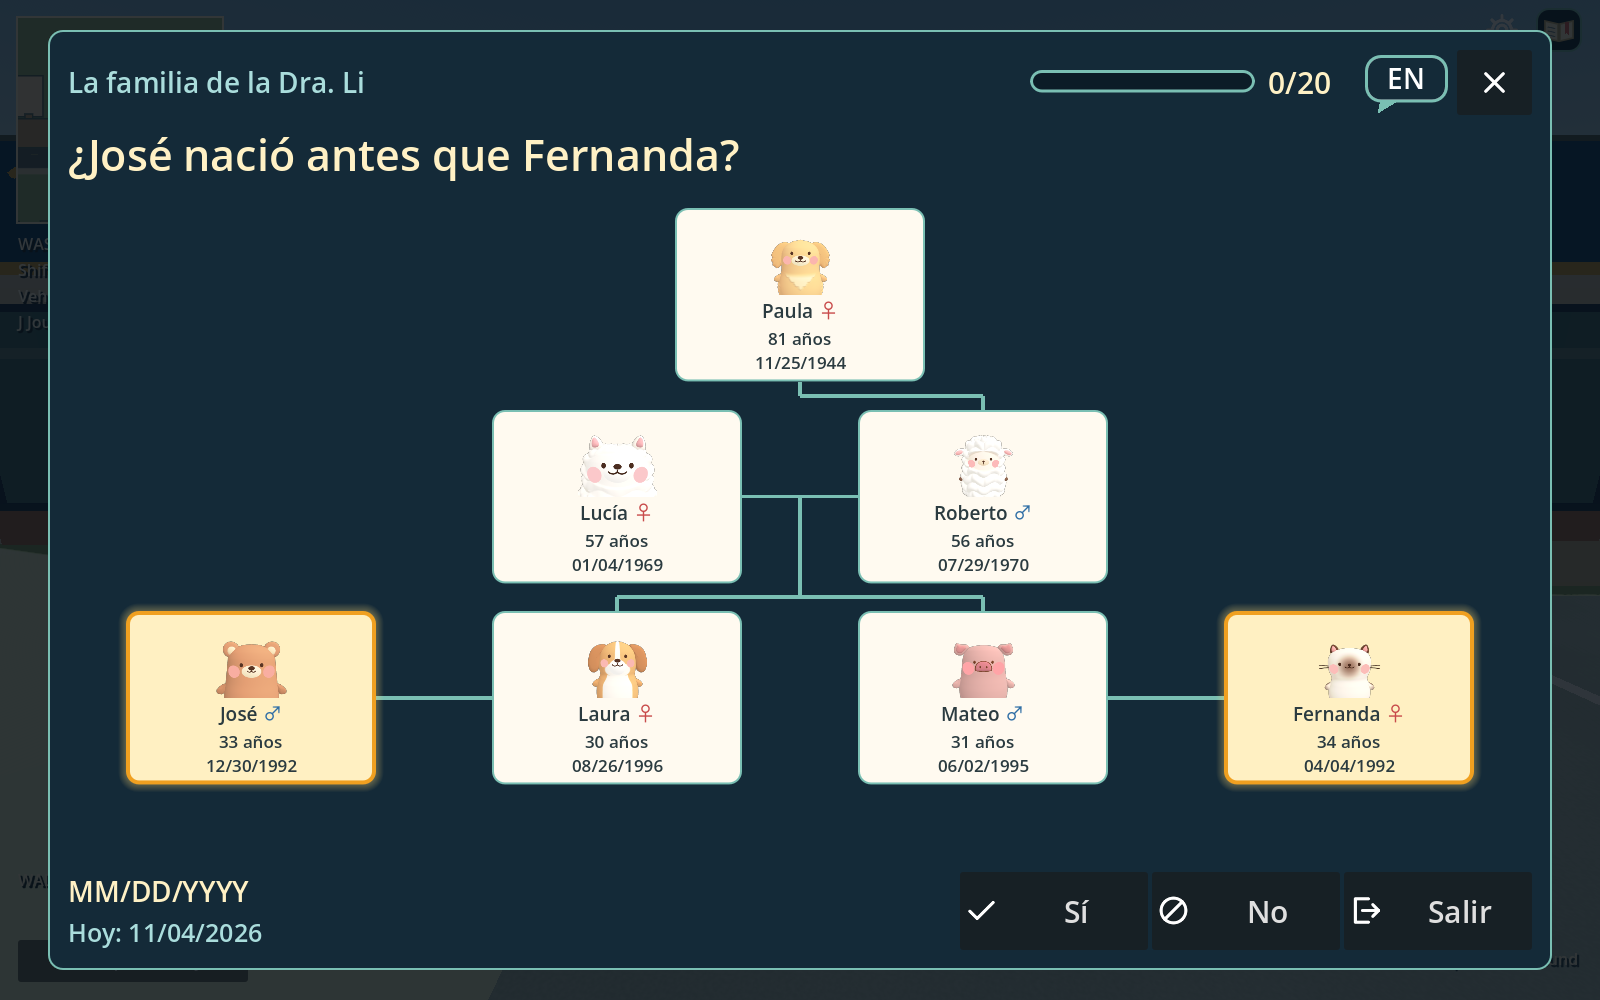 La familia de la Dra. Li
0/20
EN
¿José nació antes que Fernanda?
Paula ♀
81 años
11/25/1944
Lucía ♀
57 años
01/04/1969
Roberto ♂
56 años
07/29/1970
José ♂
33 años
12/30/1992
Laura ♀
30 años
08/26/1996
Mateo ♂
31 años
06/02/1995
Fernanda ♀
34 años
04/04/1992
MM/DD/YYYY
Hoy: 11/04/2026
Sí
No
Salir